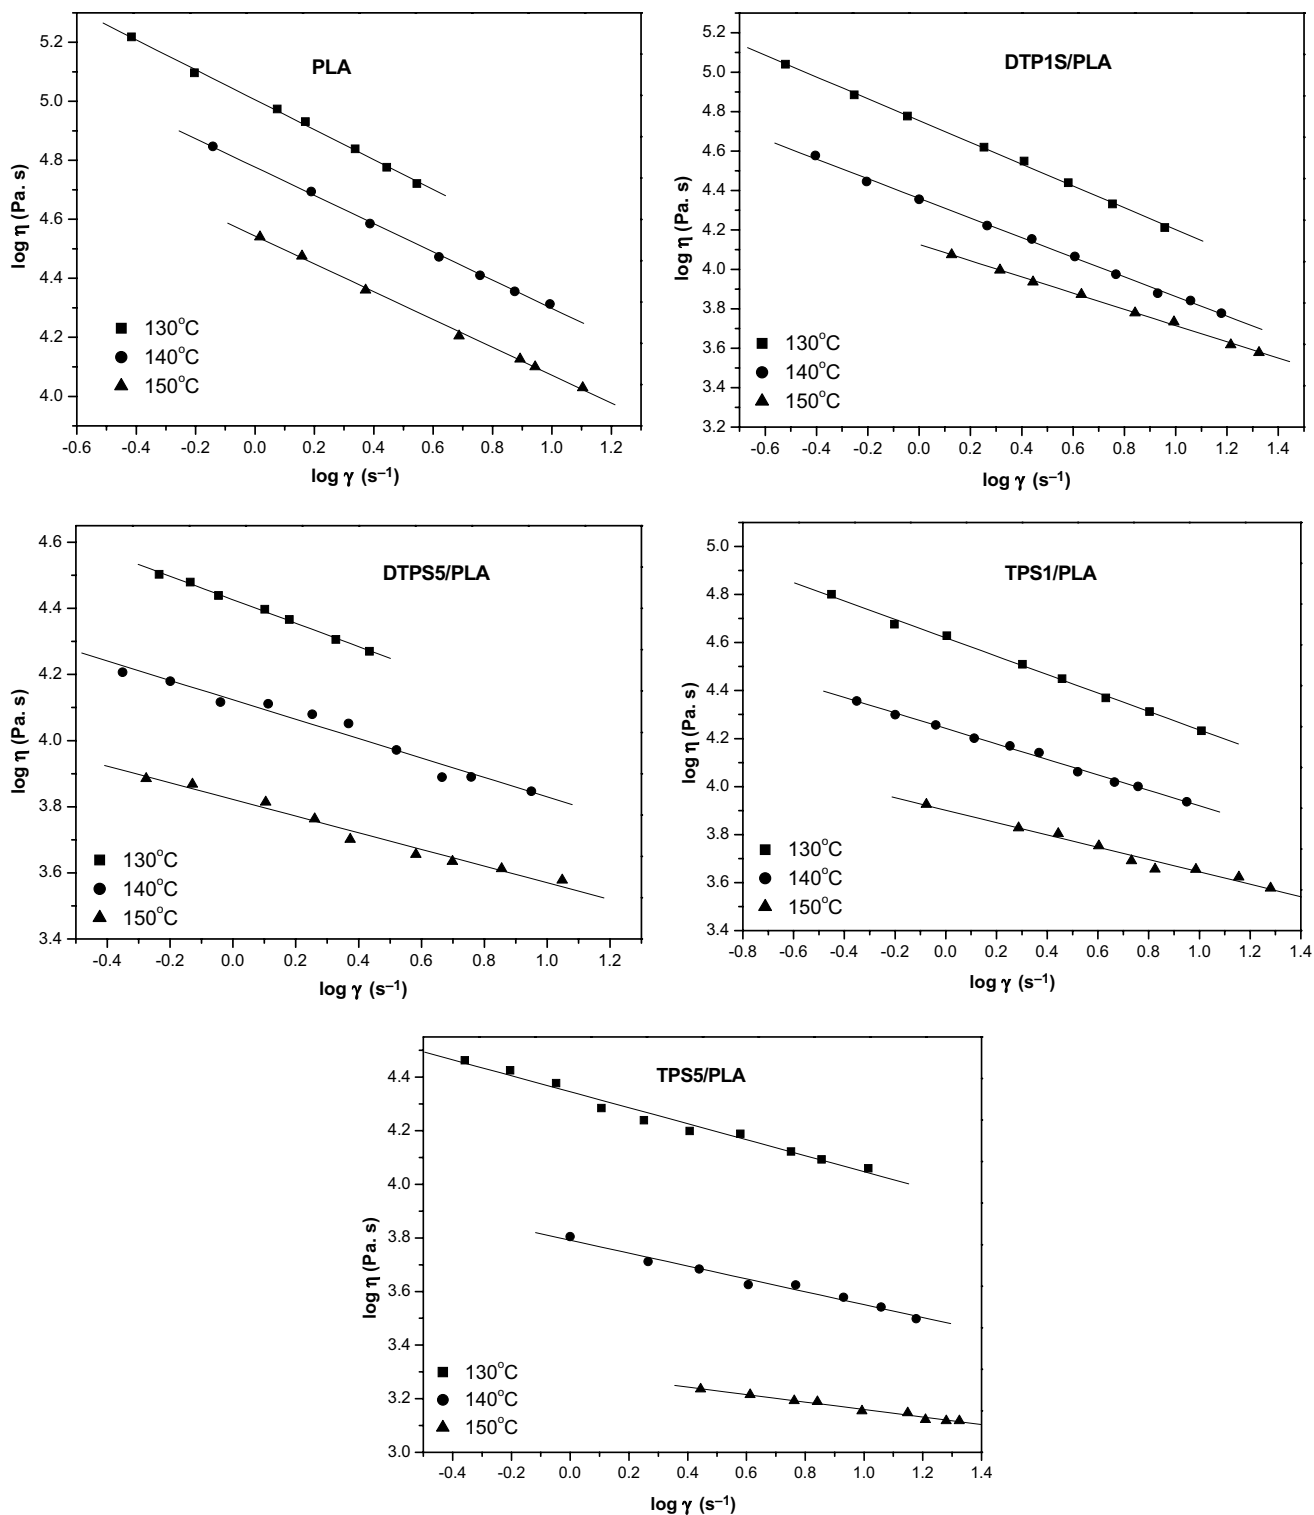 PLA
5.2
5.0
4.8
4.6
4.4
4.2
4.0
log η (Pa. s)
130°C
140°C
150°C
-0.6 -0.2 0.0 0.2 0.4 0.6 0.8 1.0 1.2
log γ (s⁻¹)
DTP1S/PLA
5.2
5.0
4.8
4.6
4.4
4.2
4.0
3.8
3.6
3.4
3.2
log η (Pa. s)
130°C
140°C
150°C
-0.6 -0.4 -0.2 0.0 0.2 0.4 0.6 0.8 1.0 1.2 1.4
log γ (s⁻¹)
DTPS5/PLA
4.6
4.4
4.2
4.0
3.8
3.6
3.4
log η (Pa. s)
130°C
140°C
150°C
-0.4 -0.2 0.0 0.2 0.4 0.6 0.8 1.0 1.2
log γ (s⁻¹)
TPS1/PLA
5.0
4.8
4.6
4.4
4.2
4.0
3.8
3.6
3.4
log η (Pa. s)
130°C
140°C
150°C
-0.8 -0.6 -0.4 -0.2 0.0 0.2 0.4 0.6 0.8 1.0 1.2 1.4
log γ (s⁻¹)
TPS5/PLA
4.4
4.2
4.0
3.8
3.6
3.4
3.2
3.0
log η (Pa. s)
130°C
140°C
150°C
-0.4 -0.2 0.0 0.2 0.4 0.6 0.8 1.0 1.2 1.4
log γ (s⁻¹)